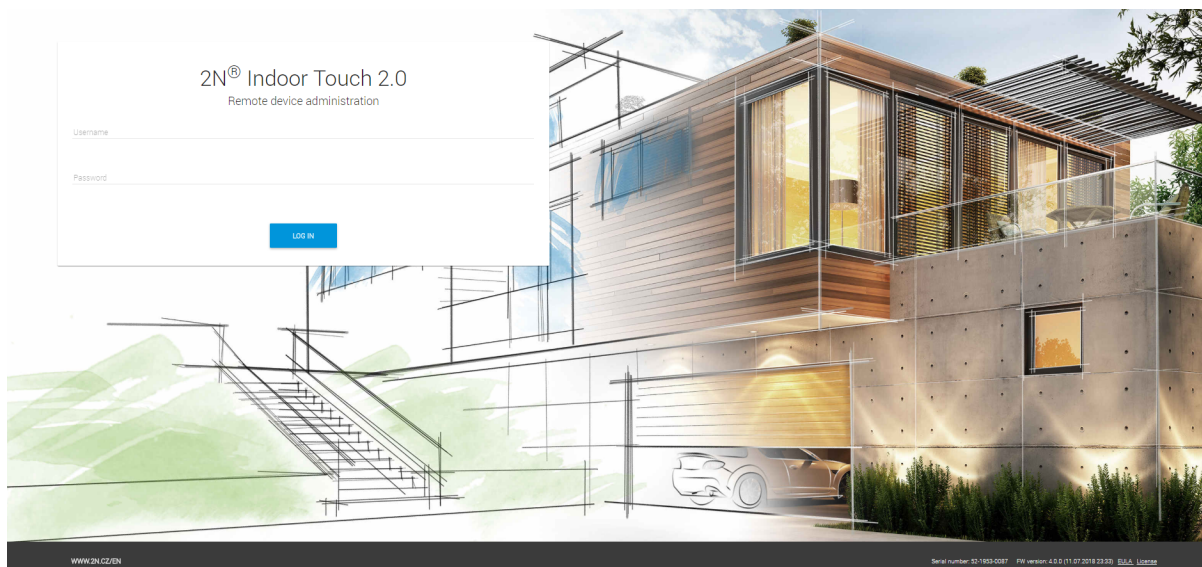 2N® Indoor Touch 2.0
Remote device administration
Username
Password
LOG IN
WWW.2N.CZ/EN
Serial number: 52-1953-0087 FW version: 4.0.0 (11.07.2018 23:33) EULA License